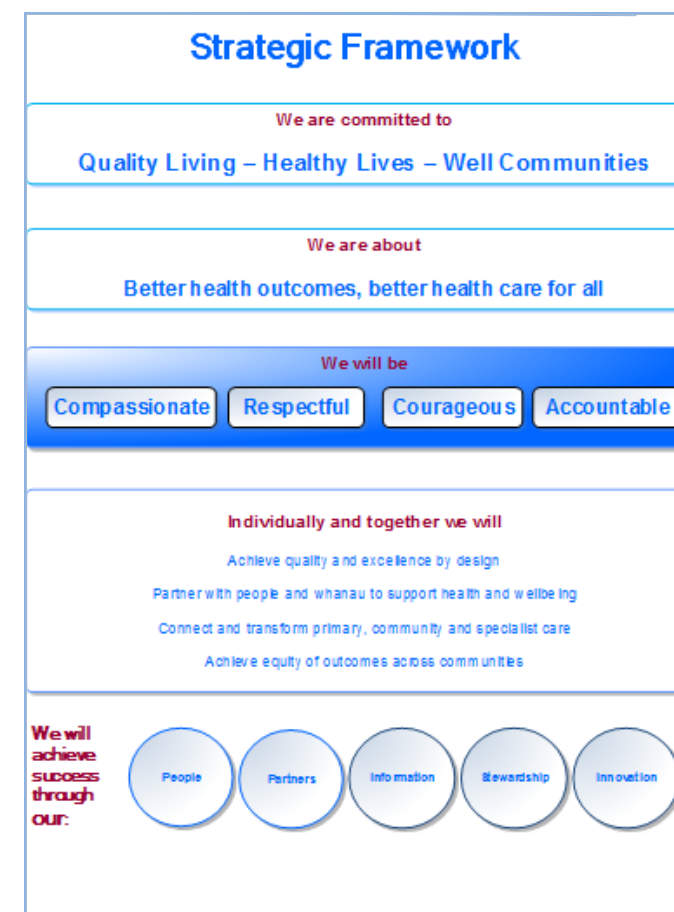 Strategic Framework
We are committed to
Quality Living – Healthy Lives – Well Communities
We are about
Better health outcomes, better health care for all
We will be
Compassionate Respectful Courageous Accountable
Individually and together we will
Achieve quality and excellence by design
Partner with people and whanau to support health and wellbeing
Connect and transform primary, community and specialist care
Achieve equity of outcomes across communities
We will
achieve
success
through
our:
People Partners Information Stewardship Innovation